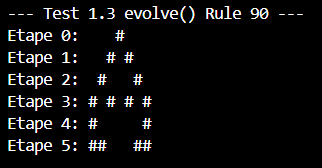 --- Test 1.3 evolve() Rule 90 ---
Etape 0:    #
Etape 1:   # #
Etape 2:  #   #
Etape 3: # # # #
Etape 4: #     #
Etape 5: ##   ##